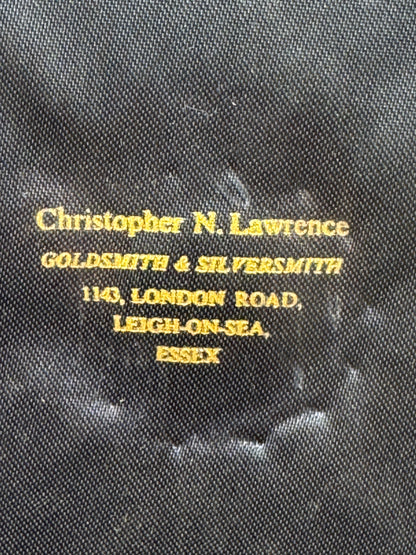 Christopher N. Lawrence
GOLDSMITH & SILVERSMITH
1143, LONDON ROAD,
LEIGH-ON-SEA,
ESSEX